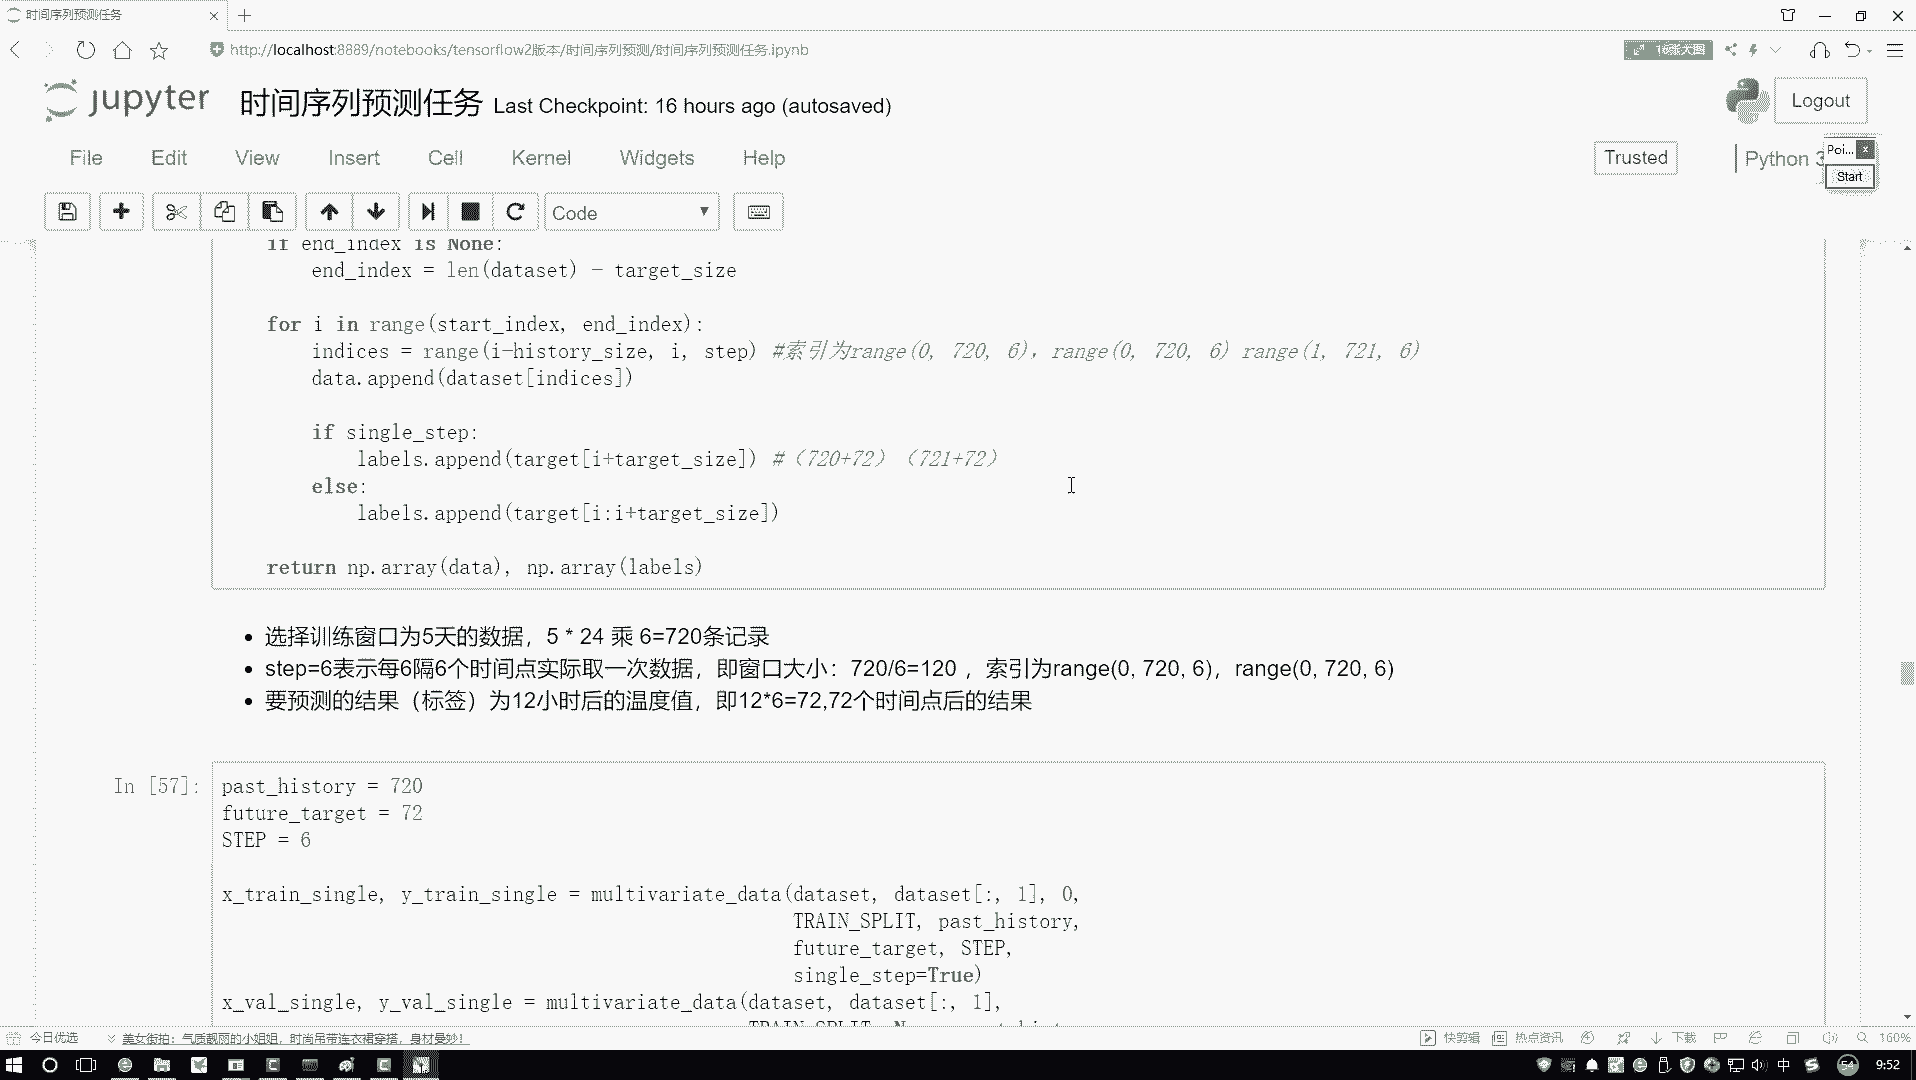 时间序列预测任务
http://localhost:8889/notebooks/tensorflow2版本/时间序列预测/时间序列预测任务.ipynb
jupyter 时间序列预测任务 Last Checkpoint: 16 hours ago (autosaved)
Logout
File Edit View Insert Cell Kernel Widgets Help
Trusted
Python 3
Poi...
Start
Code
if end_index is None:
end_index = len(dataset) - target_size
for i in range(start_index, end_index):
indices = range(i-history_size, i, step) #索引为range(0, 720, 6)，range(0, 720, 6) range(1, 721, 6)
data.append(dataset[indices])
if single_step:
labels.append(target[i+target_size]) #（720+72）（721+72）
else:
labels.append(target[i:i+target_size])
return np.array(data), np.array(labels)
• 选择训练窗口为5天的数据，5 * 24 乘 6=720条记录
• step=6表示每6隔6个时间点实际取一次数据，即窗口大小：720/6=120 ，索引为range(0, 720, 6)，range(0, 720, 6)
• 要预测的结果（标签）为12小时后的温度值，即12*6=72,72个时间点后的结果
In [57]:
past_history = 720
future_target = 72
STEP = 6
x_train_single, y_train_single = multivariate_data(dataset, dataset[:, 1], 0,
TRAIN_SPLIT, past_history,
future_target, STEP,
single_step=True)
x_val_single, y_val_single = multivariate_data(dataset, dataset[:, 1],
今日优选
美女街拍：气质靓丽的小姐姐，时尚吊带连衣裙穿搭，身材曼妙！
快剪辑 热点资讯 下载 160%
中 54 9:52